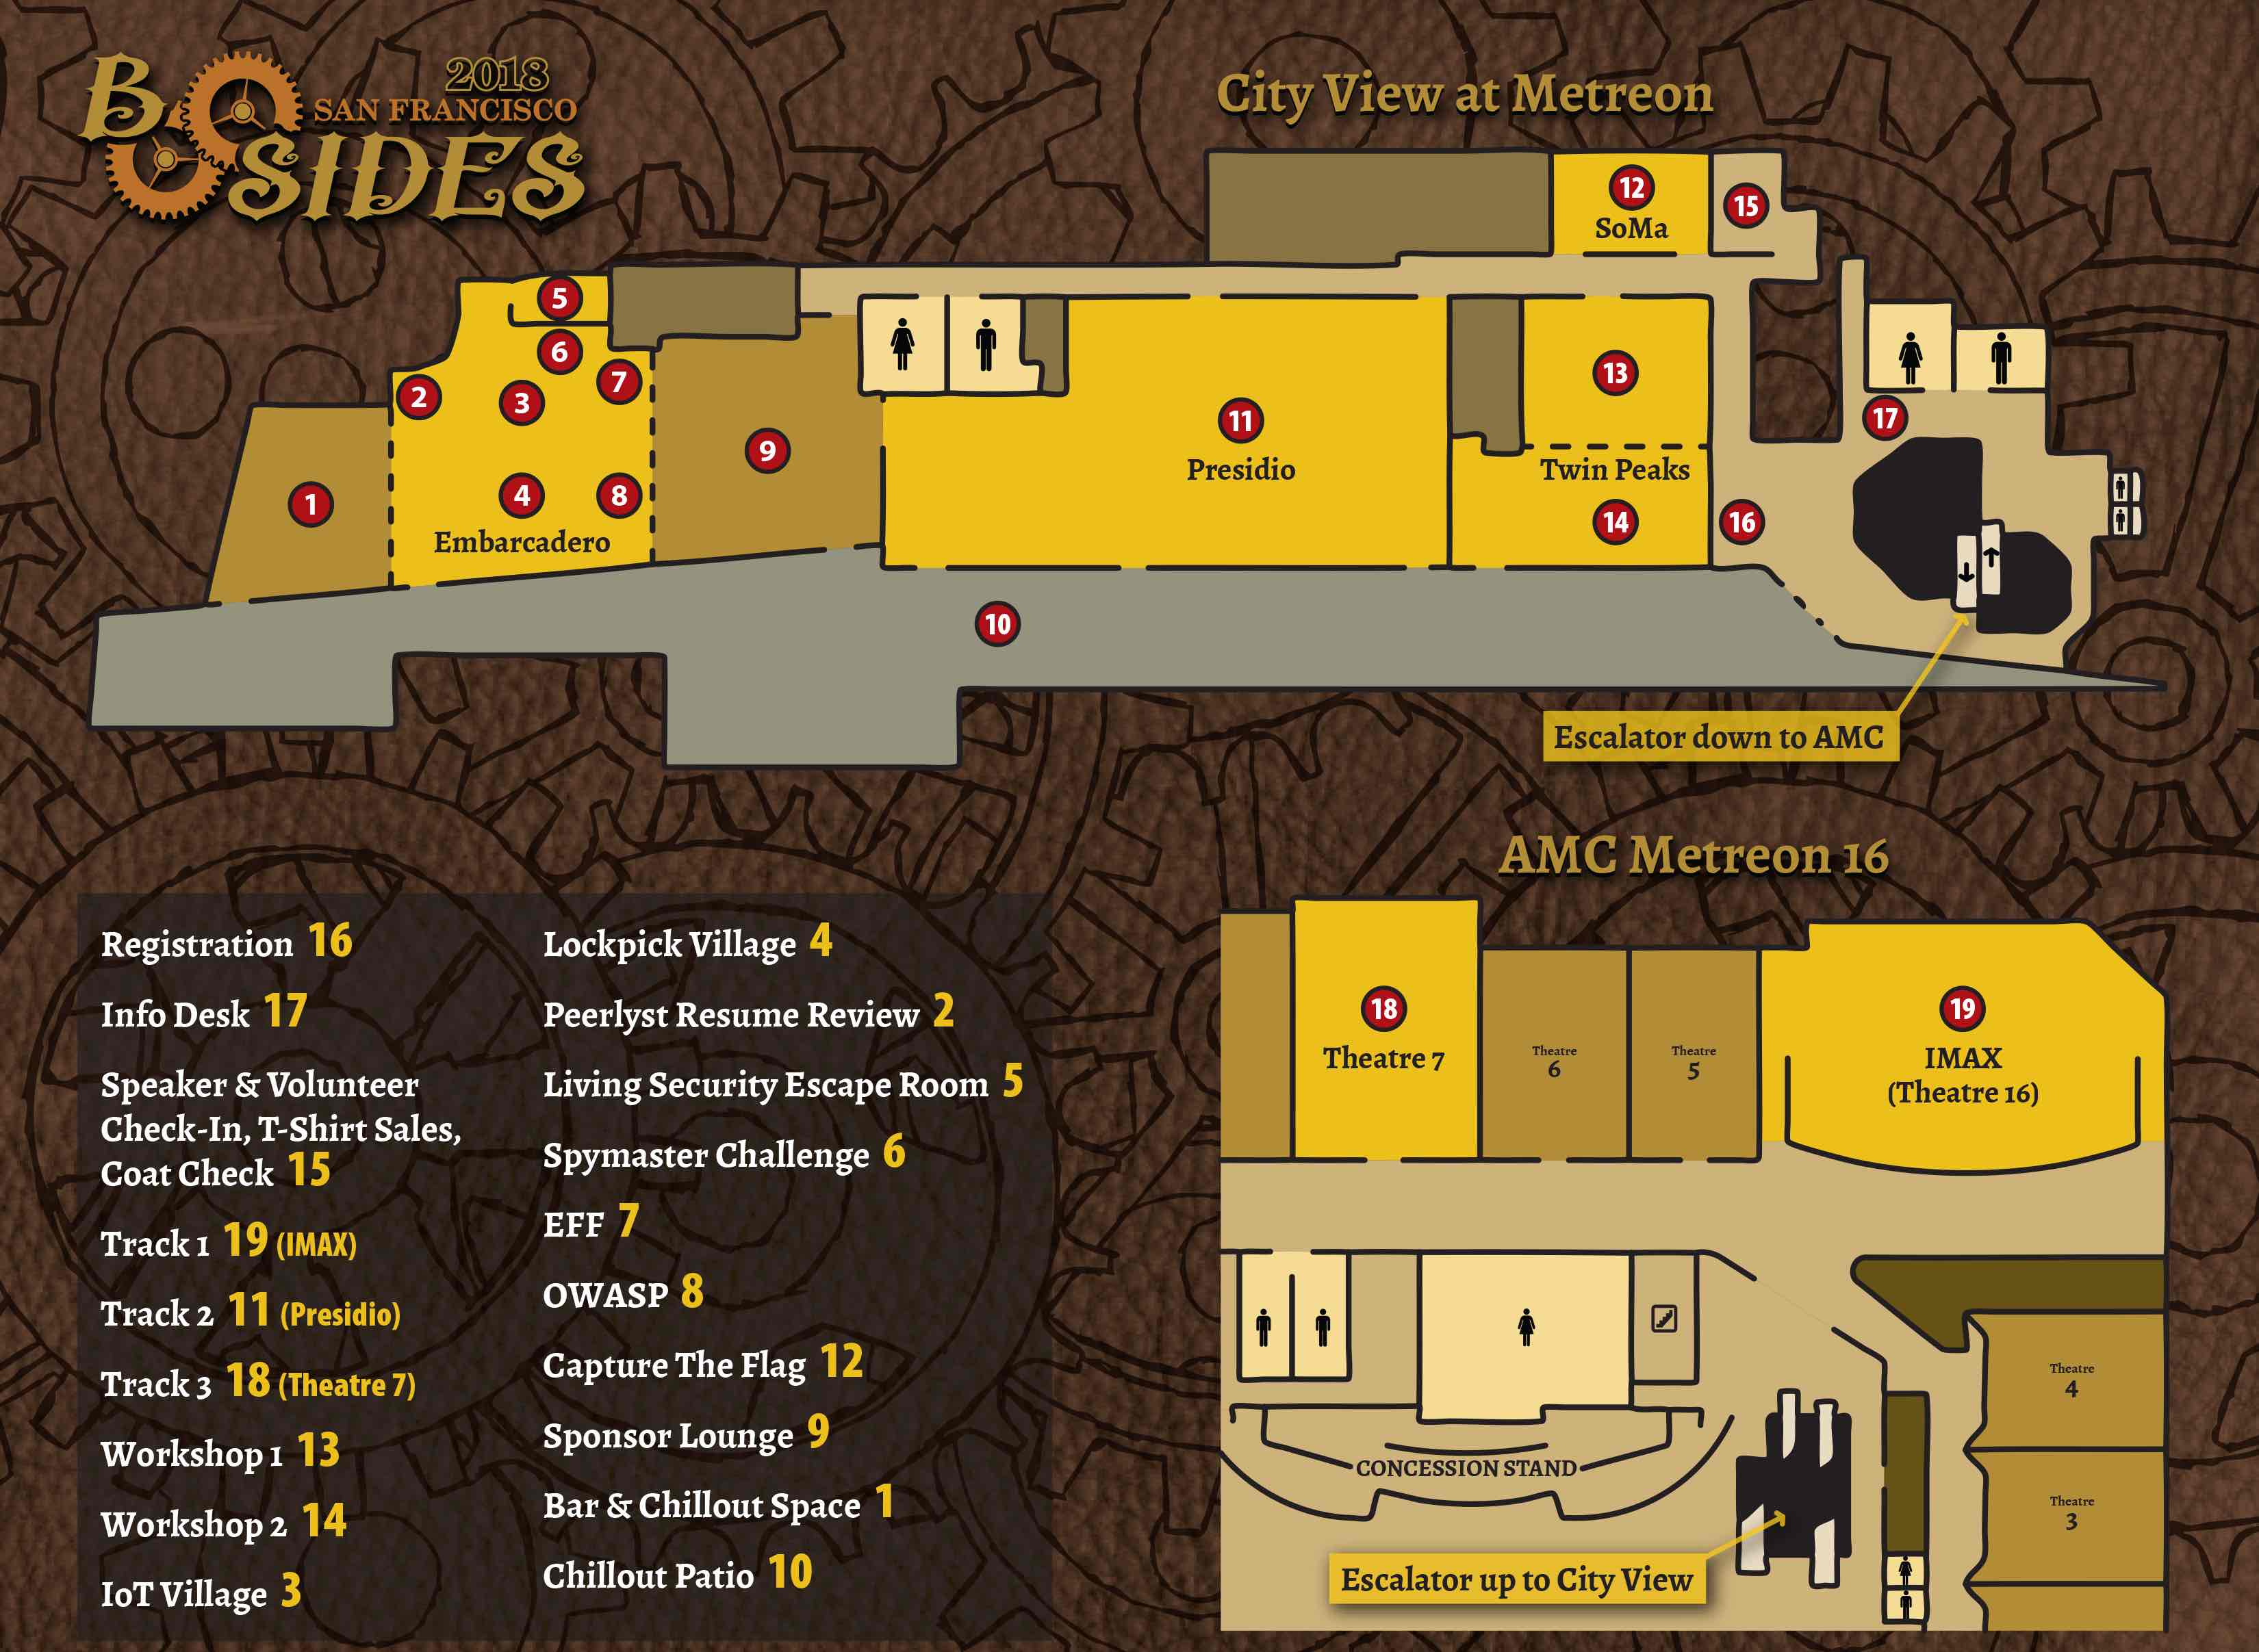 2018
SAN FRANCISCO
B SIDES
City View at Metreon
12
SoMa
15
5
6
7
2
3
13
17
11
Presidio
9
Twin Peaks
1
4
8
14
16
Embarcadero
10
Escalator down to AMC
AMC Metreon 16
18
Theatre 7
Theatre
6
Theatre
5
19
IMAX
(Theatre 16)
Theatre
4
Theatre
3
CONCESSION STAND
Escalator up to City View
Registration 16
Info Desk 17
Speaker & Volunteer
Check-In, T-Shirt Sales,
Coat Check 15
Track 1 19 (IMAX)
Track 2 11 (Presidio)
Track 3 18 (Theatre 7)
Workshop 1 13
Workshop 2 14
IoT Village 3
Lockpick Village 4
Peerlyst Resume Review 2
Living Security Escape Room 5
Spymaster Challenge 6
EFF 7
OWASP 8
Capture The Flag 12
Sponsor Lounge 9
Bar & Chillout Space 1
Chillout Patio 10